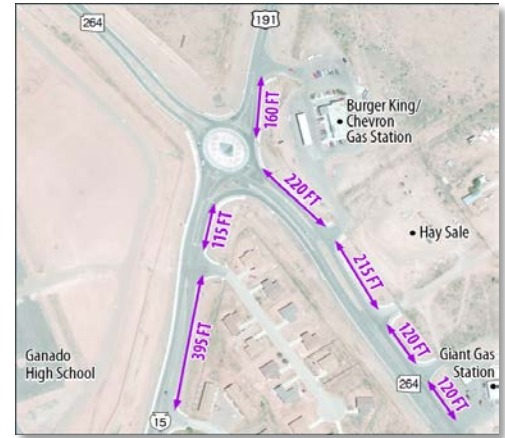 264
191
160 FT
Burger King/
Chevron
Gas Station
220 FT
115 FT
Hay Sale
215 FT
395 FT
120 FT
Ganado
High School
Giant Gas
Station
264
120 FT
15